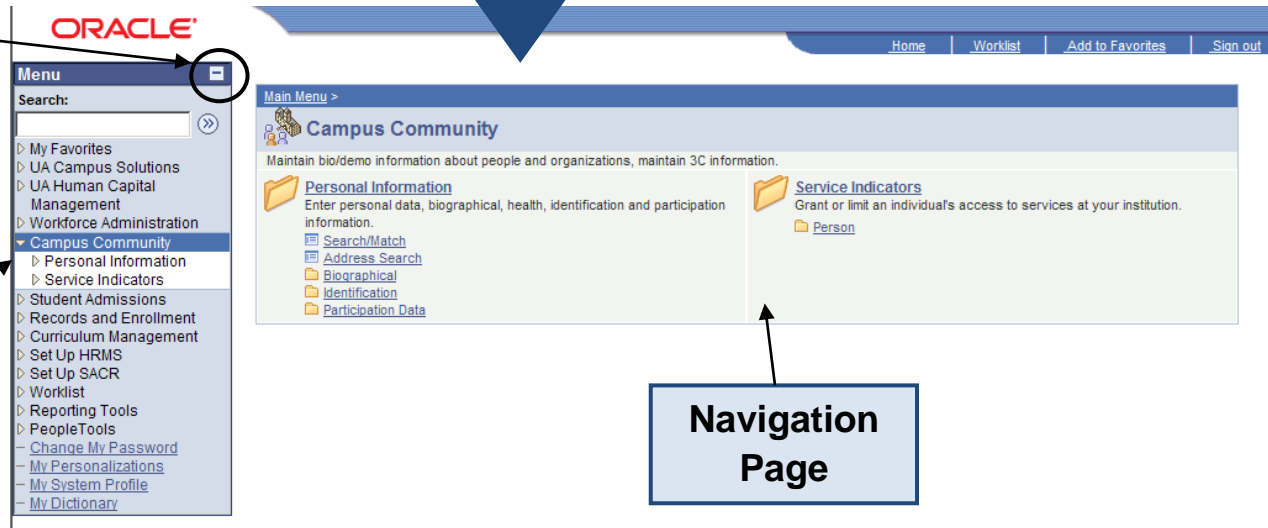 ORACLE'
Home
Worklist
Add to Favorites
Sign out
Menu
Search:
My Favorites
UA Campus Solutions
UA Human Capital
Management
Workforce Administration
Campus Community
Personal Information
Service Indicators
Student Admissions
Records and Enrollment
Curriculum Management
Set Up HRMS
Set Up SACR
Worklist
Reporting Tools
PeopleTools
Change My Password
My Personalizations
My System Profile
My Dictionary
Main Menu >
Campus Community
Maintain bio/demo information about people and organizations, maintain 3C information.
Personal Information
Enter personal data, biographical, health, identification and participation
information.
Search/Match
Address Search
Biographical
Identification
Participation Data
Service Indicators
Grant or limit an individual's access to services at your institution.
Person
Navigation
Page